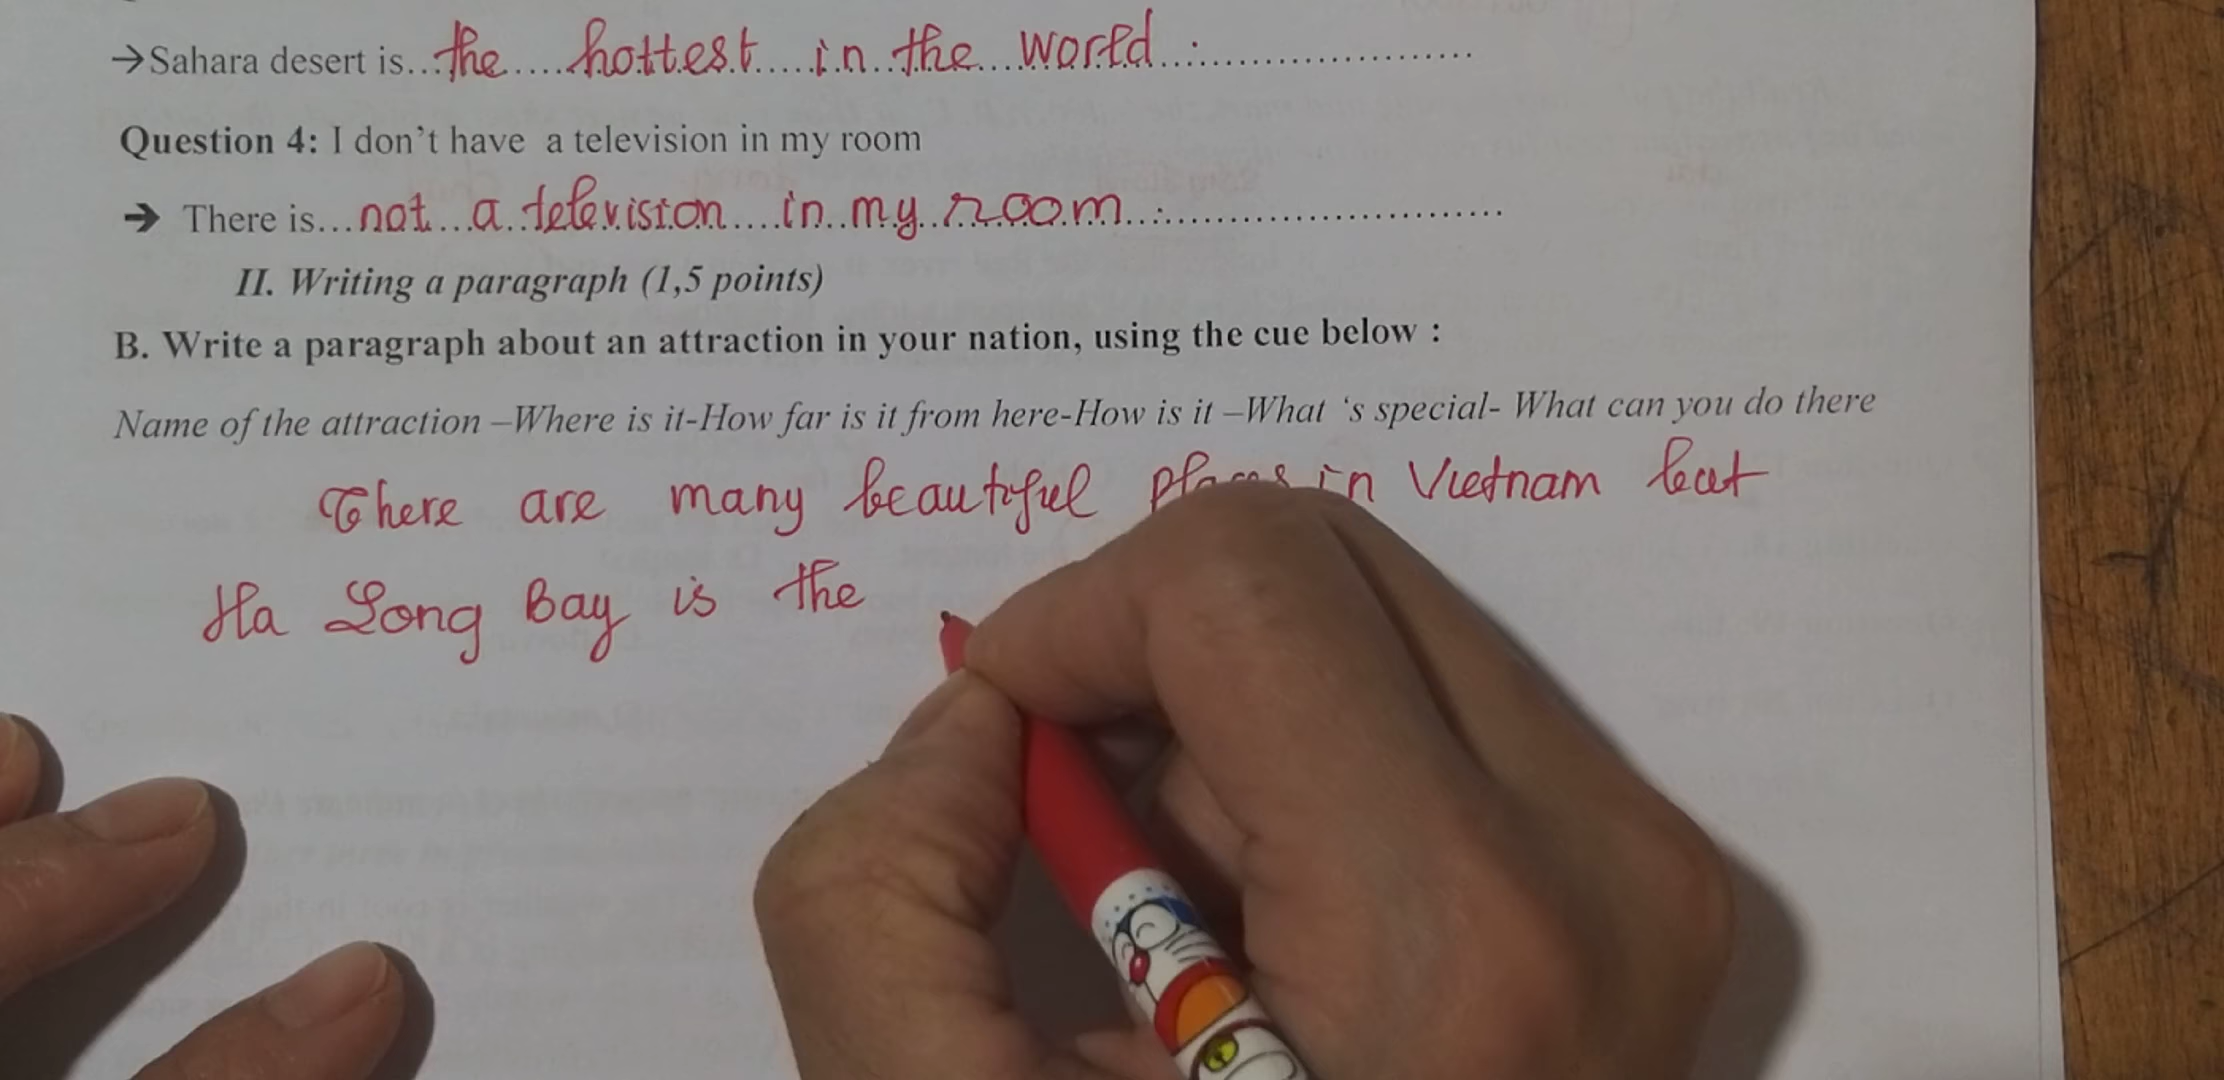 →Sahara desert is...the....hottest.....in..the...world..:........................
Question 4: I don't have a television in my room
➔ There is...not...a..television....in..my..room..:...............................
II. Writing a paragraph (1,5 points)
B. Write a paragraph about an attraction in your nation, using the cue below :
Name of the attraction –Where is it-How far is it from here-How is it –What 's special- What can you do there
There are many beautiful places in Vietnam but
Ha Long Bay is the